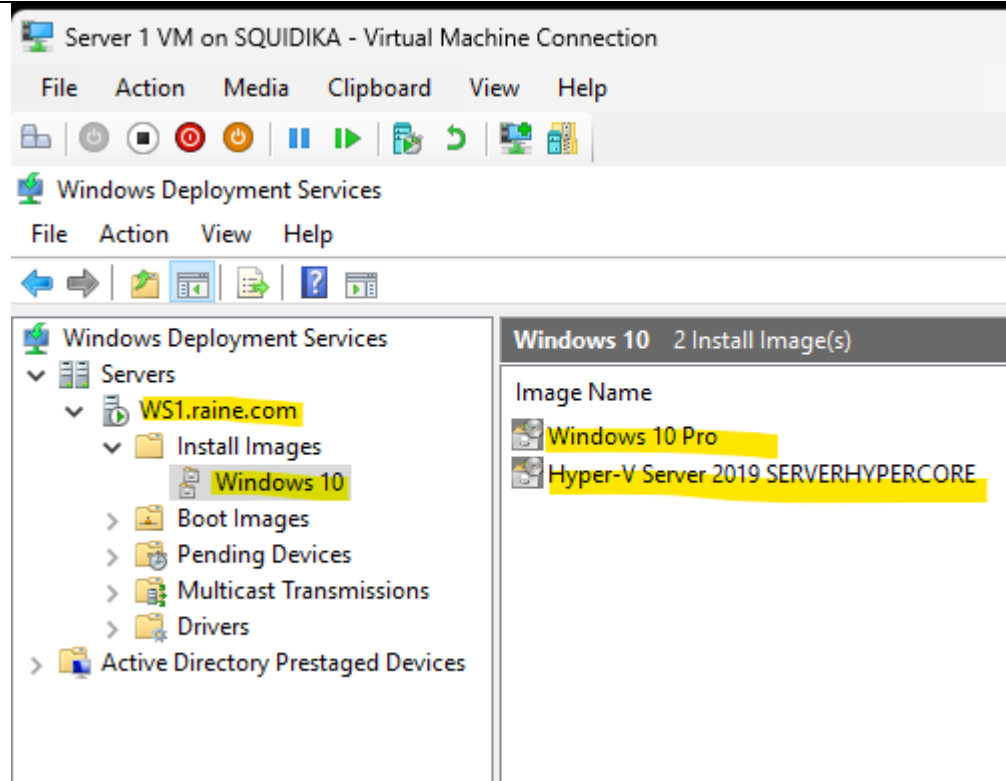 Server 1 VM on SQUIDIKA - Virtual Machine Connection
File Action Media Clipboard View Help
Windows Deployment Services
File Action View Help
Windows Deployment Services
Servers
WS1.raine.com
Install Images
Windows 10
Boot Images
Pending Devices
Multicast Transmissions
Drivers
Active Directory Prestaged Devices
Windows 10 2 Install Image(s)
Image Name
Windows 10 Pro
Hyper-V Server 2019 SERVERHYPERCORE